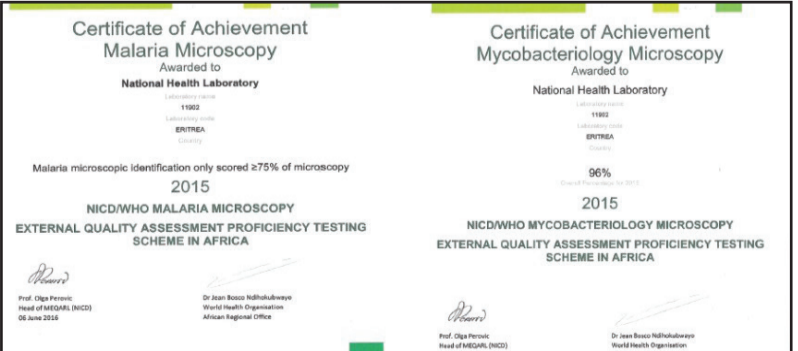 Certificate of Achievement
Malaria Microscopy
Awarded to
National Health Laboratory
Laboratory name
11902
Laboratory code
ERITREA
Country
Malaria microscopic identification only scored ≥75% of microscopy
2015
NICD/WHO MALARIA MICROSCOPY
EXTERNAL QUALITY ASSESSMENT PROFICIENCY TESTING
SCHEME IN AFRICA
Prof. Olga Perovic
Head of MEQARL (NICD)
06 June 2016
Dr Jean Bosco Ndihokubwayo
World Health Organisation
African Regional Office
Certificate of Achievement
Mycobacteriology Microscopy
Awarded to
National Health Laboratory
Laboratory name
11902
Laboratory code
ERITREA
Country
96%
Overall Percentage for 2015
2015
NICD/WHO MYCOBACTERIOLOGY MICROSCOPY
EXTERNAL QUALITY ASSESSMENT PROFICIENCY TESTING
SCHEME IN AFRICA
Prof. Olga Perovic
Head of MEQARL (NICD)
Dr Jean Bosco Ndihokubwayo
World Health Organisation